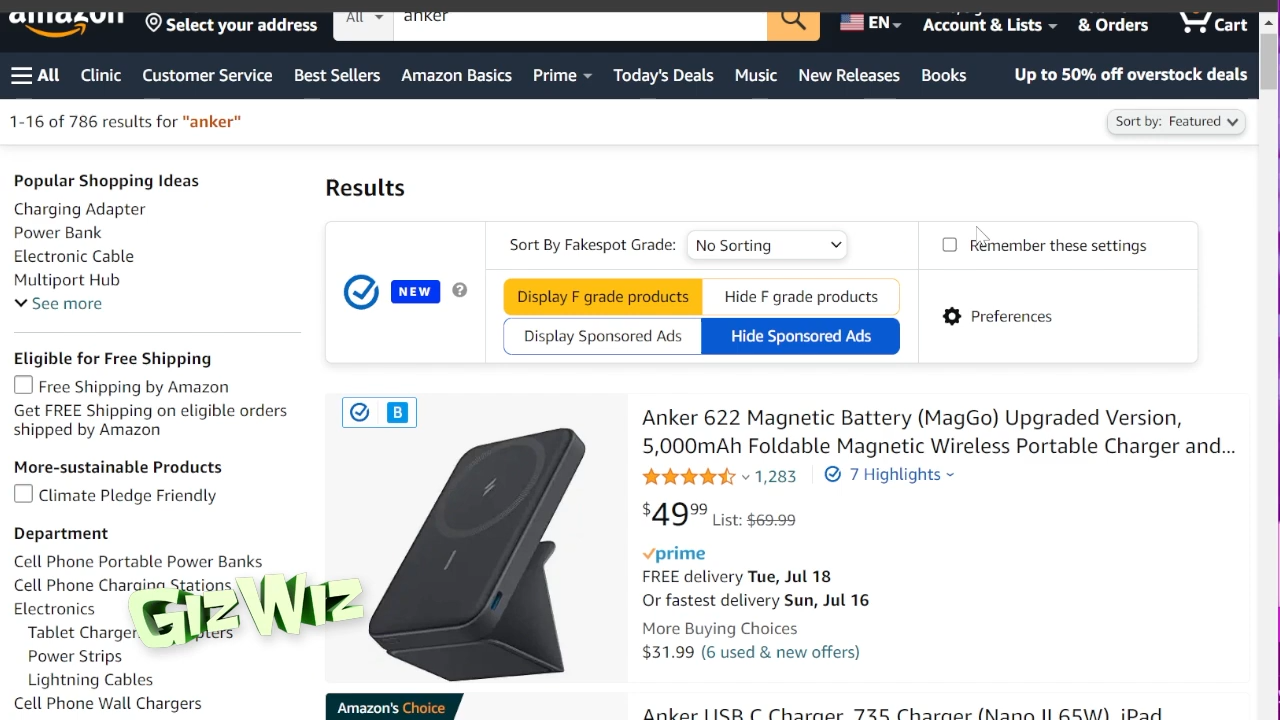 amazon
Select your address
All
anker
EN
Account & Lists
& Orders
Cart
All
Clinic
Customer Service
Best Sellers
Amazon Basics
Prime
Today's Deals
Music
New Releases
Books
Up to 50% off overstock deals
1-16 of 786 results for "anker"
Sort by: Featured
Popular Shopping Ideas
Charging Adapter
Power Bank
Electronic Cable
Multiport Hub
See more
Eligible for Free Shipping
Free Shipping by Amazon
Get FREE Shipping on eligible orders
shipped by Amazon
More-sustainable Products
Climate Pledge Friendly
Department
Cell Phone Portable Power Banks
Cell Phone Charging Stations
Electronics
Tablet Chargers
Power Strips
Lightning Cables
Cell Phone Wall Chargers
GizWiz
Results
NEW
?
Sort By Fakespot Grade:
No Sorting
Display F grade products
Hide F grade products
Display Sponsored Ads
Hide Sponsored Ads
Remember these settings
Preferences
B
Anker 622 Magnetic Battery (MagGo) Upgraded Version,
5,000mAh Foldable Magnetic Wireless Portable Charger and...
1,283
7 Highlights
$49.99 List: $69.99
prime
FREE delivery Tue, Jul 18
Or fastest delivery Sun, Jul 16
More Buying Choices
$31.99 (6 used & new offers)
Amazon's Choice
Anker USB C Charger, 735 Charger (Nano II 65W), iPad